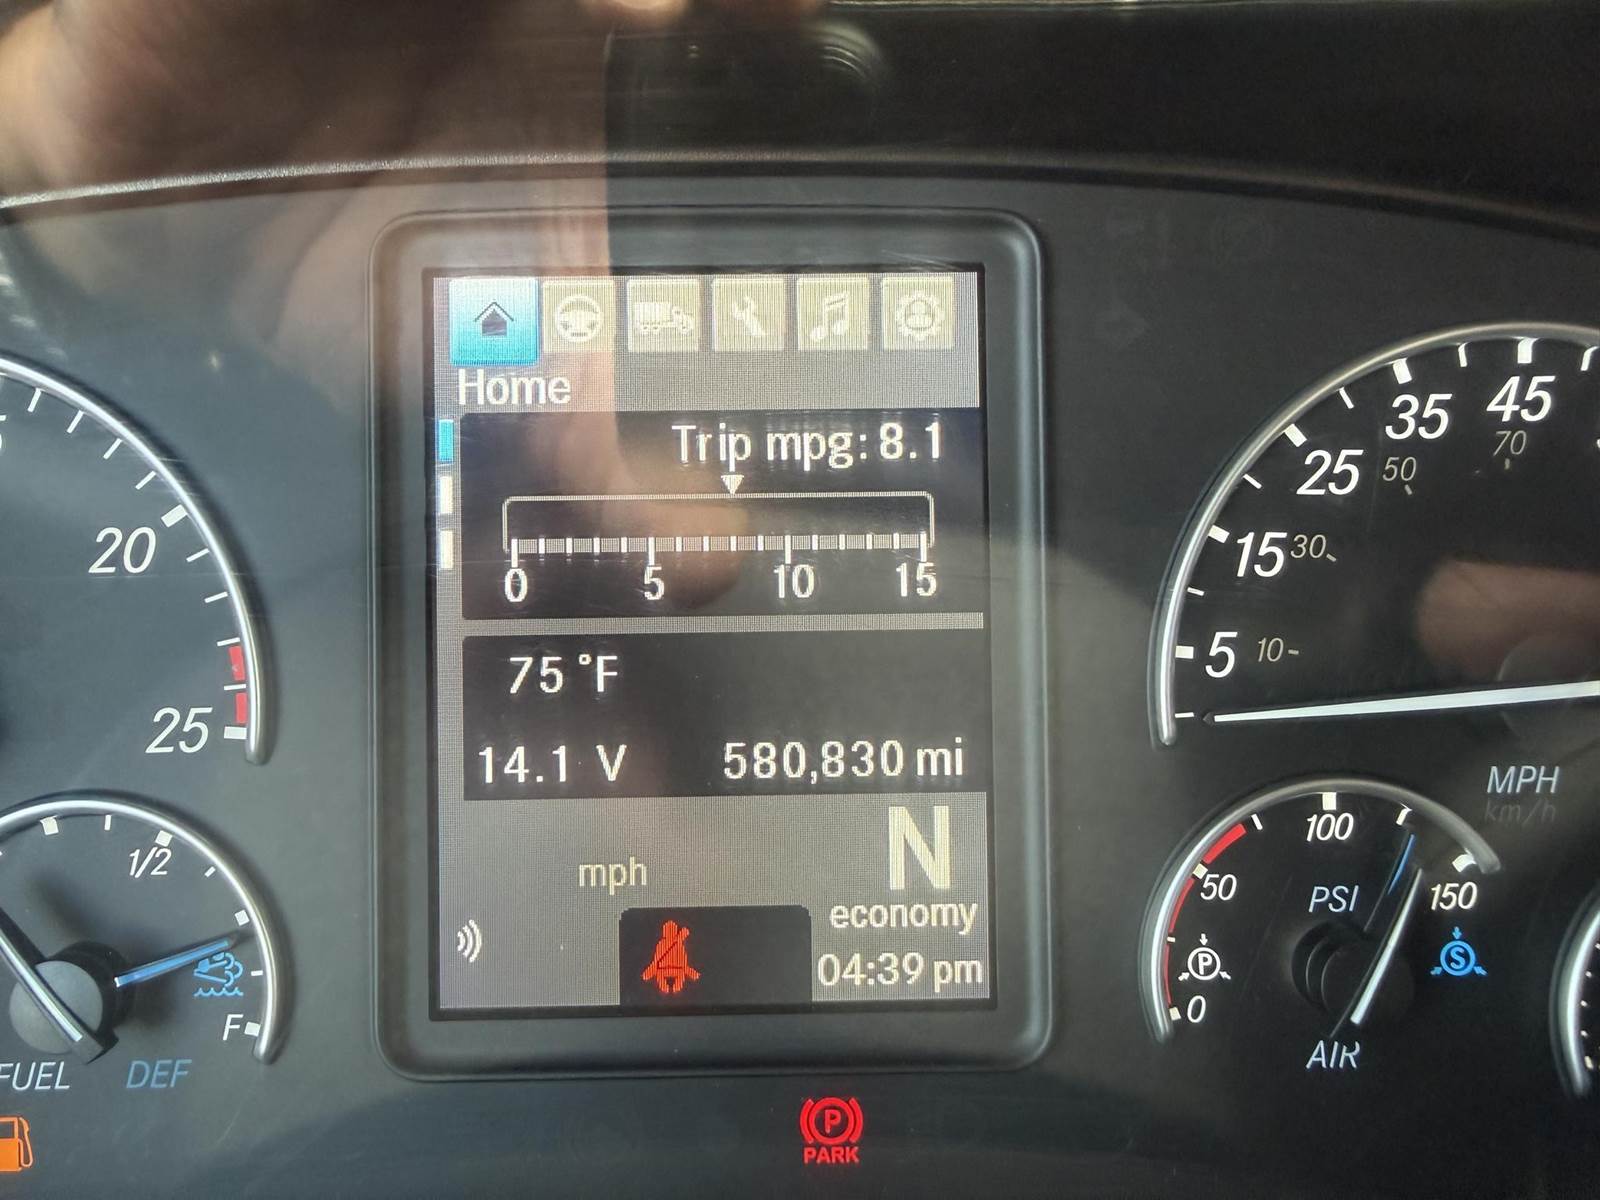 Home
Trip mpg: 8.1
0 5 10 15
75 °F
14.1 V 580,830 mi
N
mph
economy
04:39 pm
20
25
1/2
F
FUEL DEF
5 15 25 35 45
10 30 50 70
MPH
km/h
0 50 100 150
PSI
P
S
AIR
P
PARK